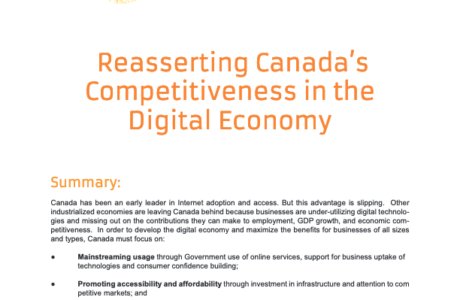 Reasserting Canada's
Competitiveness in the
Digital Economy
Summary:
Canada has been an early leader in Internet adoption and access. But this advantage is slipping. Other
industrialized economies are leaving Canada behind because businesses are under-utilizing digital technolo-
gies and missing out on the contributions they can make to employment, GDP growth, and economic com-
petitiveness. In order to develop the digital economy and maximize the benefits for businesses of all sizes
and types, Canada must focus on:
● Mainstreaming usage through Government use of online services, support for business uptake of
technologies and consumer confidence building;
● Promoting accessibility and affordability through investment in infrastructure and attention to com
petitive markets; and